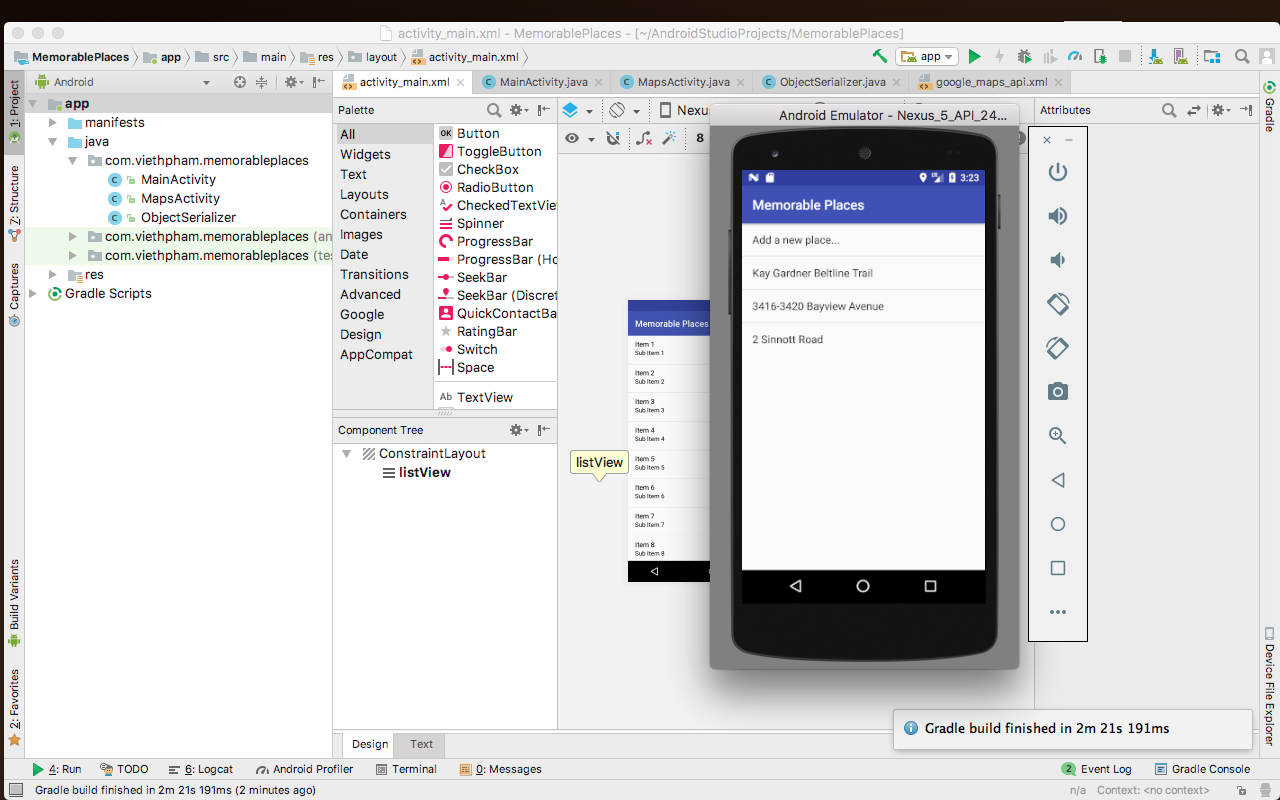 activity_main.xml - MemorablePlaces - [~/AndroidStudioProjects/MemorablePlaces]
MemorablePlaces app src main res layout activity_main.xml
app
Android
activity_main.xml MainActivity.java MapsActivity.java ObjectSerializer.java google_maps_api.xml
1: Project
7: Structure
Captures
Build Variants
2: Favorites
app
manifests
java
com.viethpham.memorableplaces
MainActivity
MapsActivity
ObjectSerializer
com.viethpham.memorableplaces (an
com.viethpham.memorableplaces (tes
res
Gradle Scripts
Palette
All
Widgets
Text
Layouts
Containers
Images
Date
Transitions
Advanced
Google
Design
AppCompat
OK Button
ToggleButton
CheckBox
RadioButton
CheckedTextVie
Spinner
ProgressBar
ProgressBar (Ho
SeekBar
SeekBar (Discret
QuickContactBa
RatingBar
Switch
Space
Ab TextView
Component Tree
ConstraintLayout
listView
Nexu
8
listView
Memorable Places
Item 1
Sub Item 1
Item 2
Sub Item 2
Item 3
Sub Item 3
Item 4
Sub Item 4
Item 5
Sub Item 5
Item 6
Sub Item 6
Item 7
Sub Item 7
Item 8
Sub Item 8
Android Emulator - Nexus_5_API_24...
3:23
Memorable Places
Add a new place...
Kay Gardner Beltline Trail
3416-3420 Bayview Avenue
2 Sinnott Road
Attributes
Gradle
Device File Explorer
Gradle build finished in 2m 21s 191ms
Design Text
4: Run TODO 6: Logcat Android Profiler Terminal 0: Messages 2 Event Log Gradle Console
Gradle build finished in 2m 21s 191ms (2 minutes ago) n/a Context: <no context>